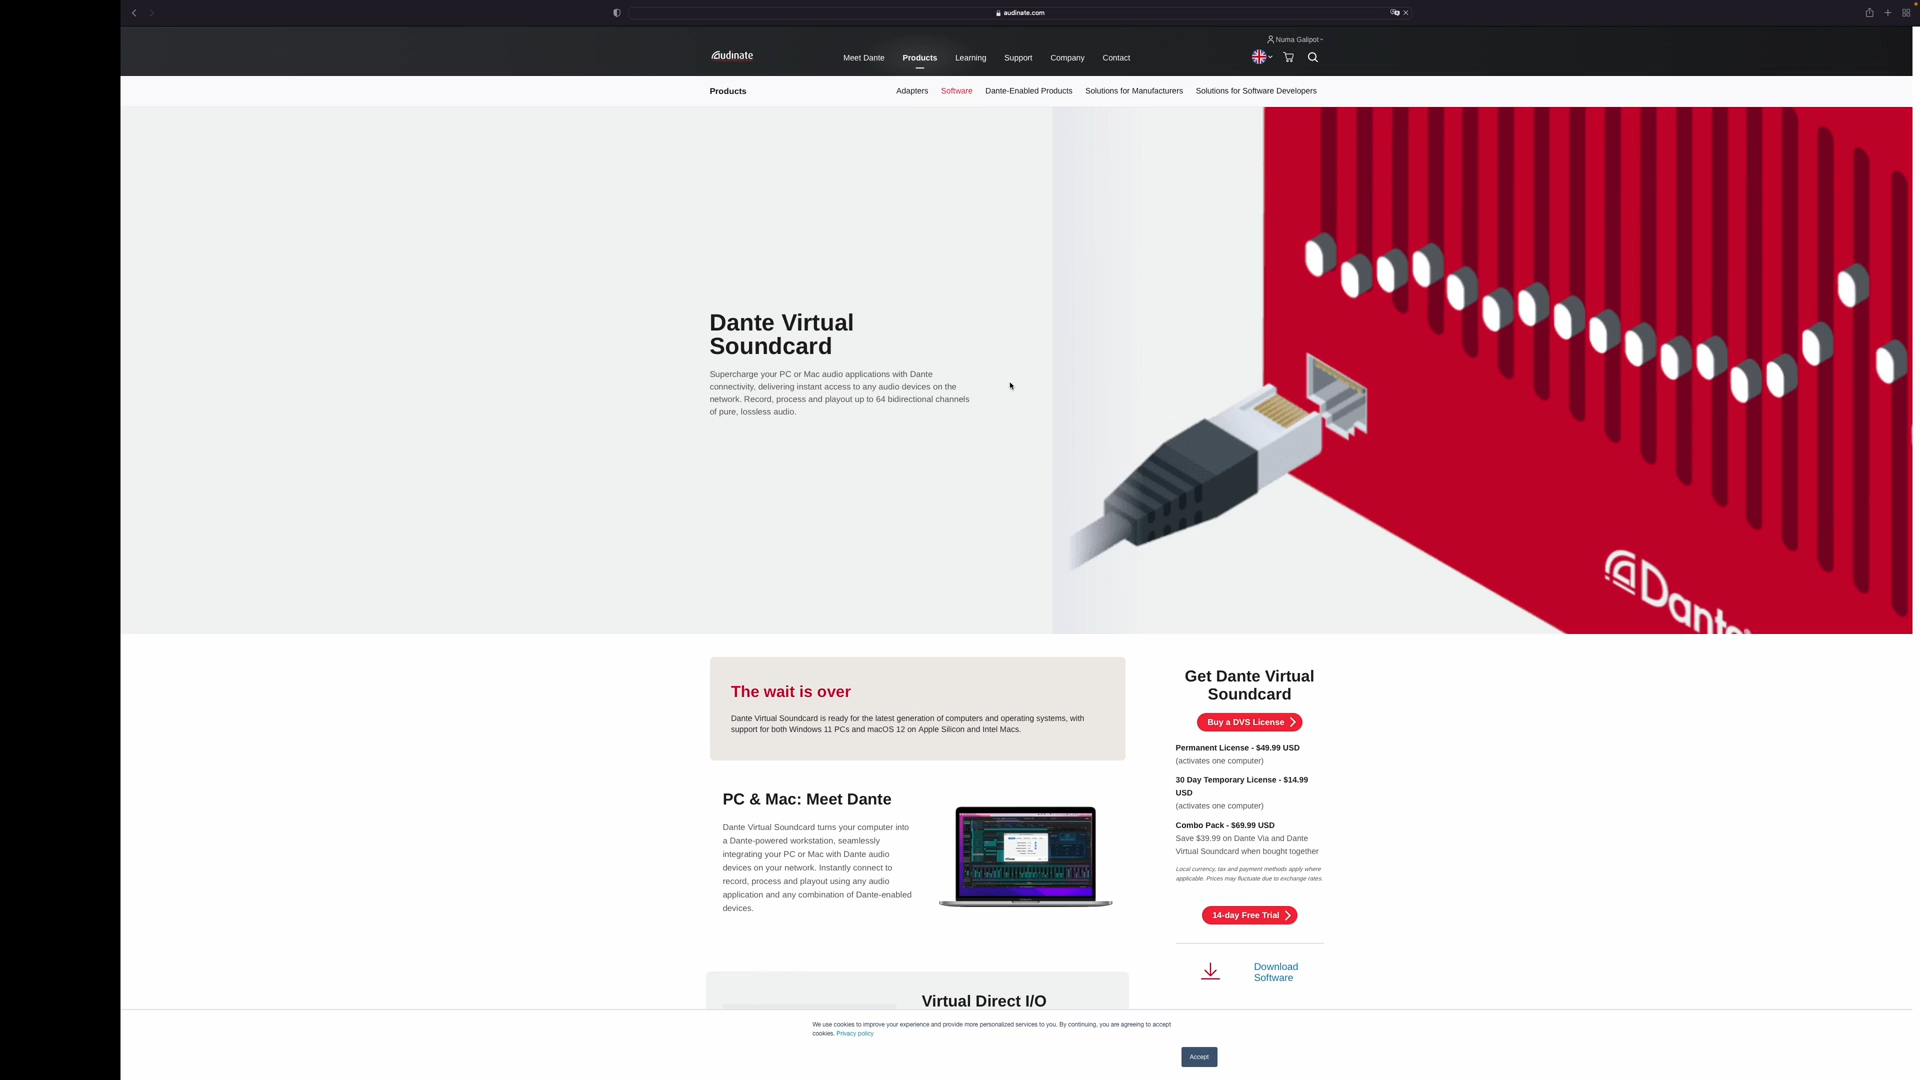 audinate.com
Numa Galipot
audinate
Meet Dante
Products
Learning
Support
Company
Contact
Products
Adapters
Software
Dante-Enabled Products
Solutions for Manufacturers
Solutions for Software Developers
Dante Virtual
Soundcard
Supercharge your PC or Mac audio applications with Dante
connectivity, delivering instant access to any audio devices on the
network. Record, process and playout up to 64 bidirectional channels
of pure, lossless audio.
Dante
The wait is over
Dante Virtual Soundcard is ready for the latest generation of computers and operating systems, with
support for both Windows 11 PCs and macOS 12 on Apple Silicon and Intel Macs.
PC & Mac: Meet Dante
Dante Virtual Soundcard turns your computer into
a Dante-powered workstation, seamlessly
integrating your PC or Mac with Dante audio
devices on your network. Instantly connect to
record, process and playout using any audio
application and any combination of Dante-enabled
devices.
Virtual Direct I/O
Get Dante Virtual
Soundcard
Buy a DVS License
Permanent License - $49.99 USD
(activates one computer)
30 Day Temporary License - $14.99
USD
(activates one computer)
Combo Pack - $69.99 USD
Save $39.99 on Dante Via and Dante
Virtual Soundcard when bought together
Local currency, tax and payment methods apply where
applicable. Prices may fluctuate due to exchange rates.
14-day Free Trial
Download
Software
We use cookies to improve your experience and provide more personalized services to you. By continuing, you are agreeing to accept
cookies. Privacy policy
Accept